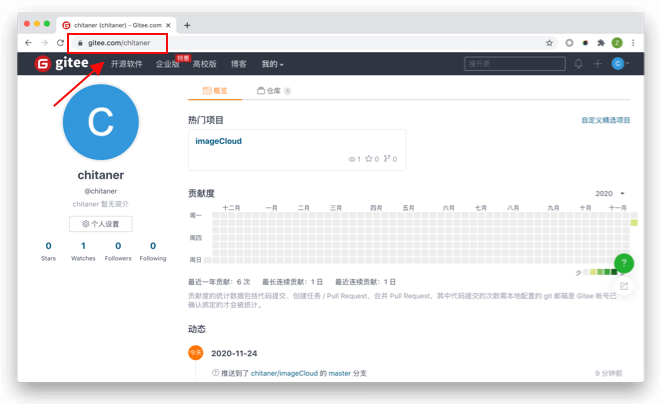 chitaner (chitaner) - Gitee.com
gitee.com/chitaner
gitee 开源软件 企业版 特惠 高校版 博客 我的 搜开源 C
C
概览 仓库 1
热门项目 自定义精选项目
imageCloud
1 0 0
chitaner
@chitaner
chitaner 暂无简介
个人设置
0 1 0 0
Stars Watches Followers Following
贡献度 2020
十二月 一月 二月 三月 四月 五月 六月 七月 八月 九月 十月 十一月
周一
周四
周日
少
?
最近一年贡献：6 次 最长连续贡献：1 日 最近连续贡献：1 日
贡献度的统计数据包括代码提交、创建任务 / Pull Request、合并 Pull Request，其中代码提交的次数需本地配置的 git 邮箱是 Gitee 账号已
确认绑定的才会被统计。
动态
今天 2020-11-24
推送到了 chitaner/imageCloud 的 master 分支 9 分钟前